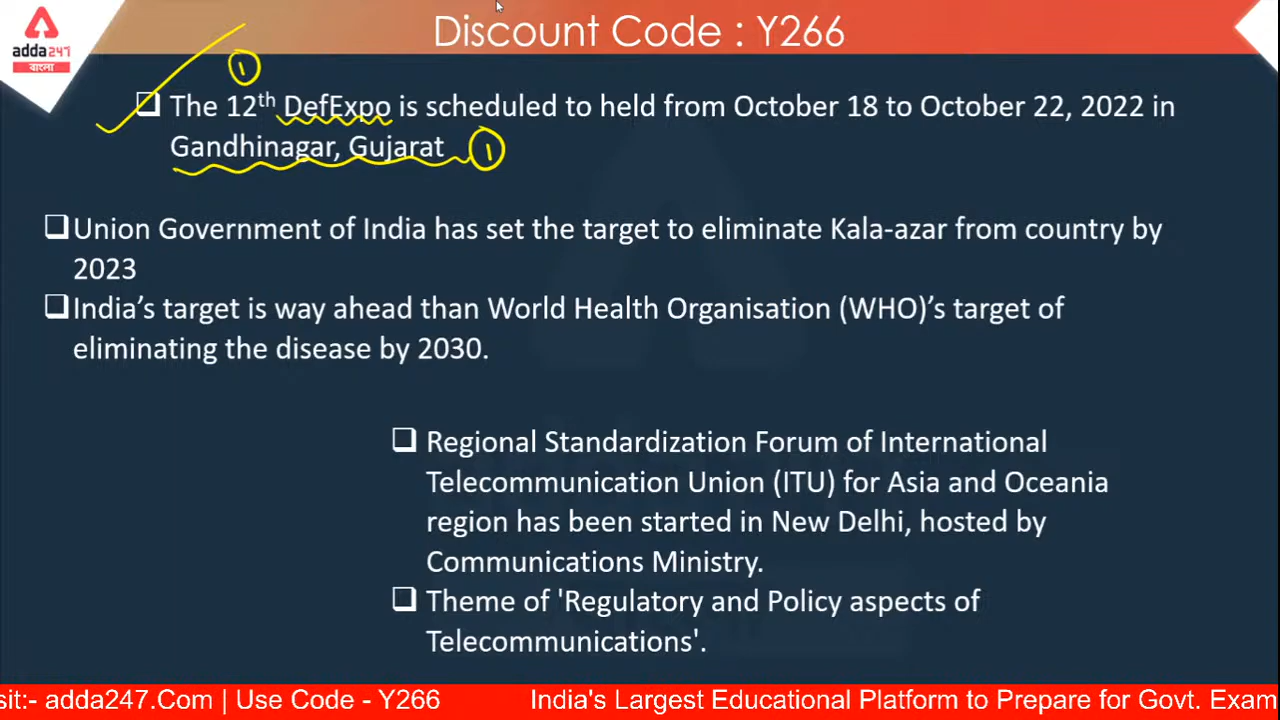 Discount Code : Y266
adda247
বাংলা
1
❑ The 12th DefExpo is scheduled to held from October 18 to October 22, 2022 in
Gandhinagar, Gujarat 1
❑ Union Government of India has set the target to eliminate Kala-azar from country by
2023
❑ India’s target is way ahead than World Health Organisation (WHO)’s target of
eliminating the disease by 2030.
❑ Regional Standardization Forum of International
Telecommunication Union (ITU) for Asia and Oceania
region has been started in New Delhi, hosted by
Communications Ministry.
❑ Theme of 'Regulatory and Policy aspects of
Telecommunications'.
sit:- adda247.Com | Use Code - Y266 India's Largest Educational Platform to Prepare for Govt. Exam